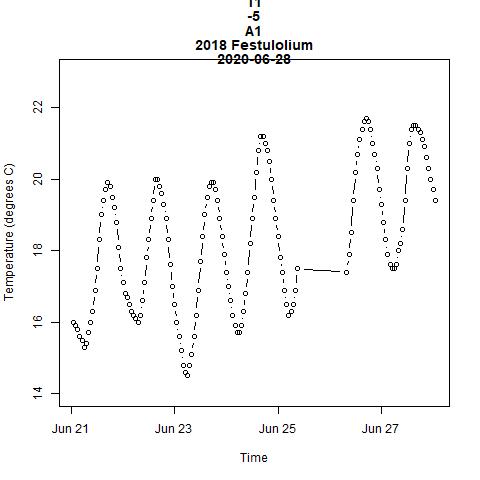 T1
-5
A1
2018 Festulolium
2020-06-28
Temperature (degrees C)
22
20
18
16
14
Jun 21
Jun 23
Jun 25
Jun 27
Time